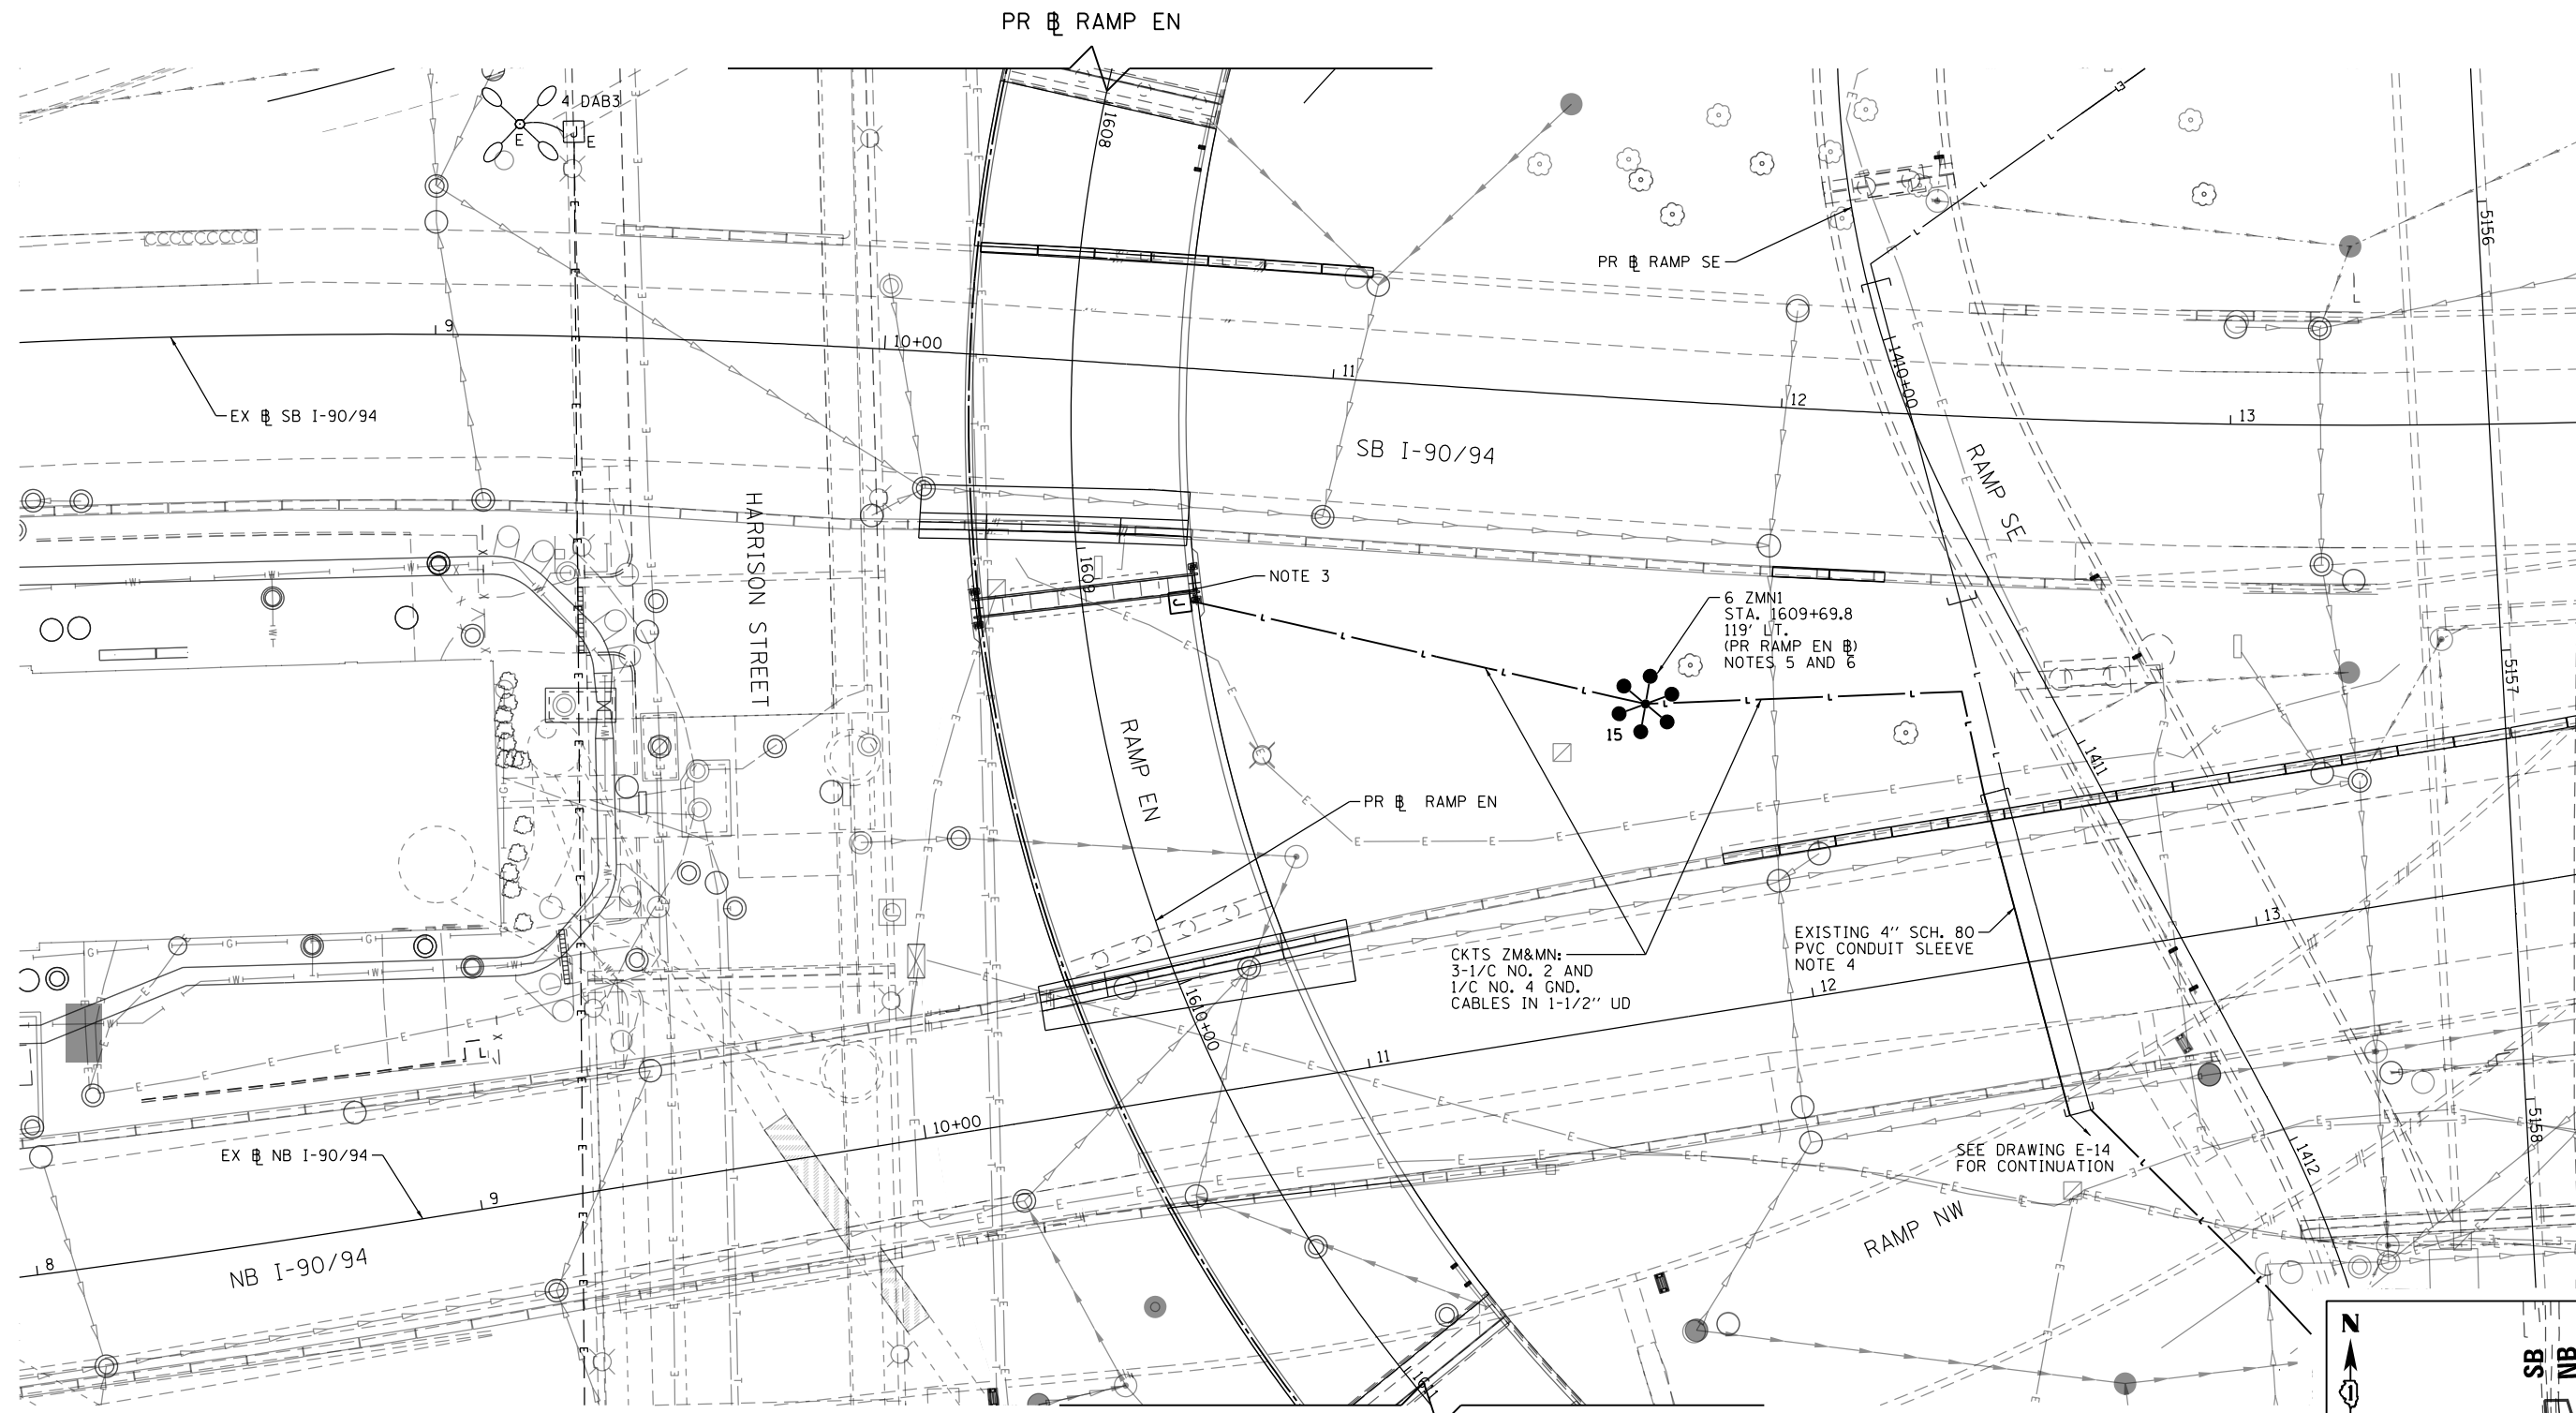 PR ⅊ RAMP EN
4 DAB3
E
J
E
1608
5156
PR ⅊ RAMP SE
9
10+00
11
12
13
1410+00
EX ⅊ SB I-90/94
SB I-90/94
RAMP SE
HARRISON STREET
1609
NOTE 3
J
6 ZMN1
STA. 1609+69.8
119' LT.
(PR RAMP EN ⅊)
NOTES 5 AND 6
15
5157
RAMP EN
1411
PR ⅊ RAMP EN
EXISTING 4" SCH. 80
PVC CONDUIT SLEEVE
NOTE 4
CKTS ZM&MN:
3-1/C NO. 2 AND
1/C NO. 4 GND.
CABLES IN 1-1/2" UD
13
12
11
10+00
9
8
1610+00
EX ⅊ NB I-90/94
NB I-90/94
SEE DRAWING E-14
FOR CONTINUATION
1412
5158
RAMP NW
1611
N
1
SB
NB